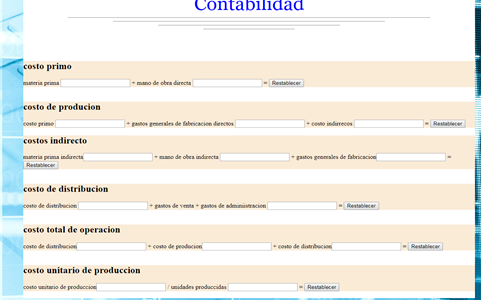 Contabilidad
costo primo
materia prima + mano de obra directa = Restablecer
costo de producion
costo primo + gastos generales de fabricacion directos + costo indirrecos = Restablecer
costos indirecto
materia prima indirecta + mano de obra indirecta + gastos generales de fabricacion =
Restablecer
costo de distribucion
costo de distribucion + gastos de venta + gastos de administracion = Restablecer
costo total de operacion
costo de distribucion + costo de producion + costo de distribucion = Restablecer
costo unitario de produccion
costo unitario de produccion / unidades produccidas = Restablecer